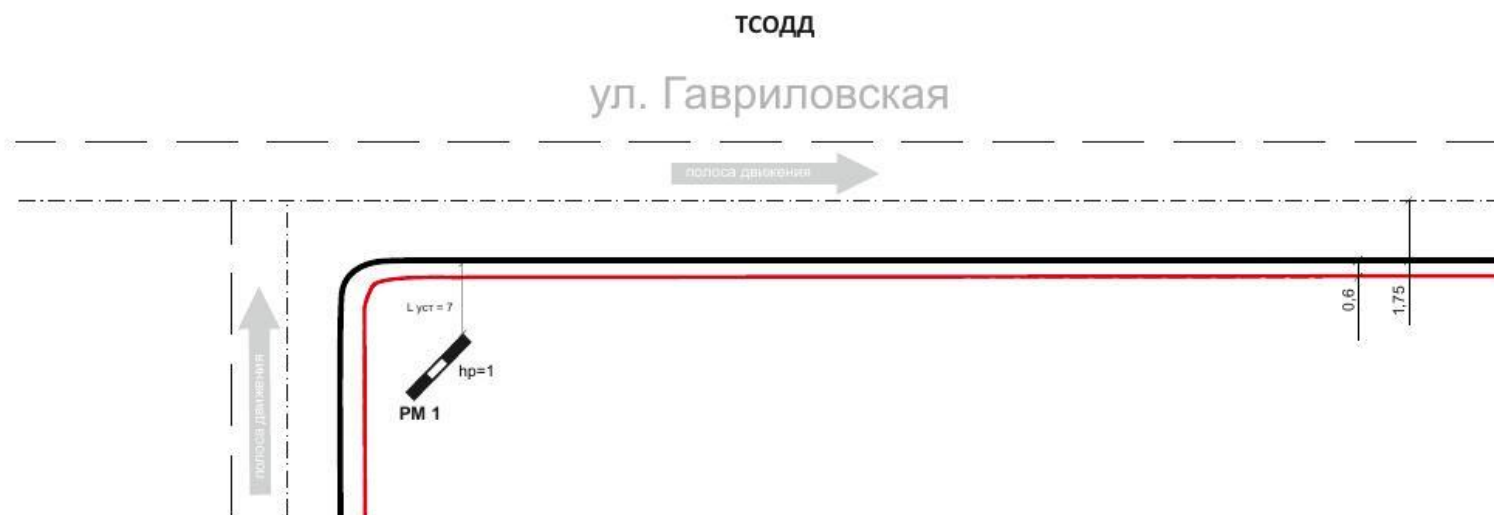 ТСОДД
ул. Гавриловская
полоса движения
полоса движения
L уст = 7
0,6
1,75
hp=1
РМ 1